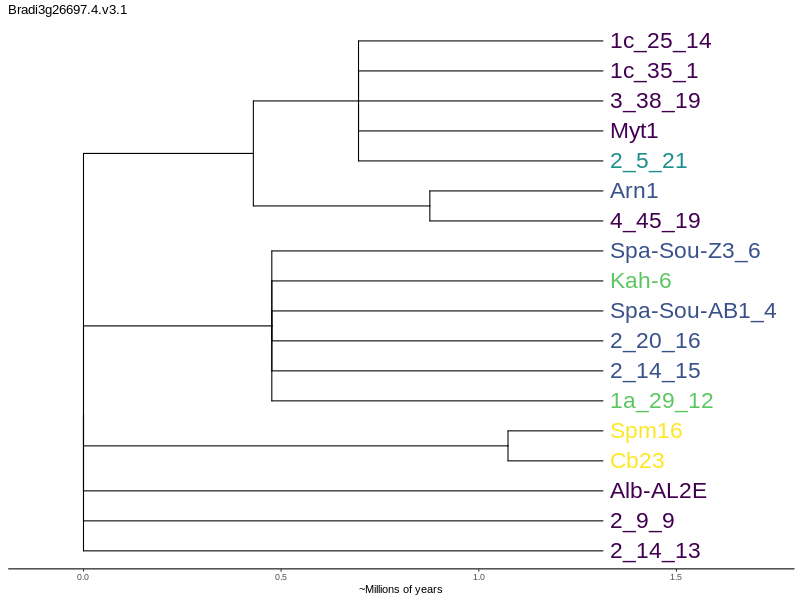 Bradi3g26697.4.v3.1
1c_25_14
1c_35_1
3_38_19
Myt1
2_5_21
Arn1
4_45_19
Spa-Sou-Z3_6
Kah-6
Spa-Sou-AB1_4
2_20_16
2_14_15
1a_29_12
Spm16
Cb23
Alb-AL2E
2_9_9
2_14_13
0.0 0.5 1.0 1.5
~Millions of years